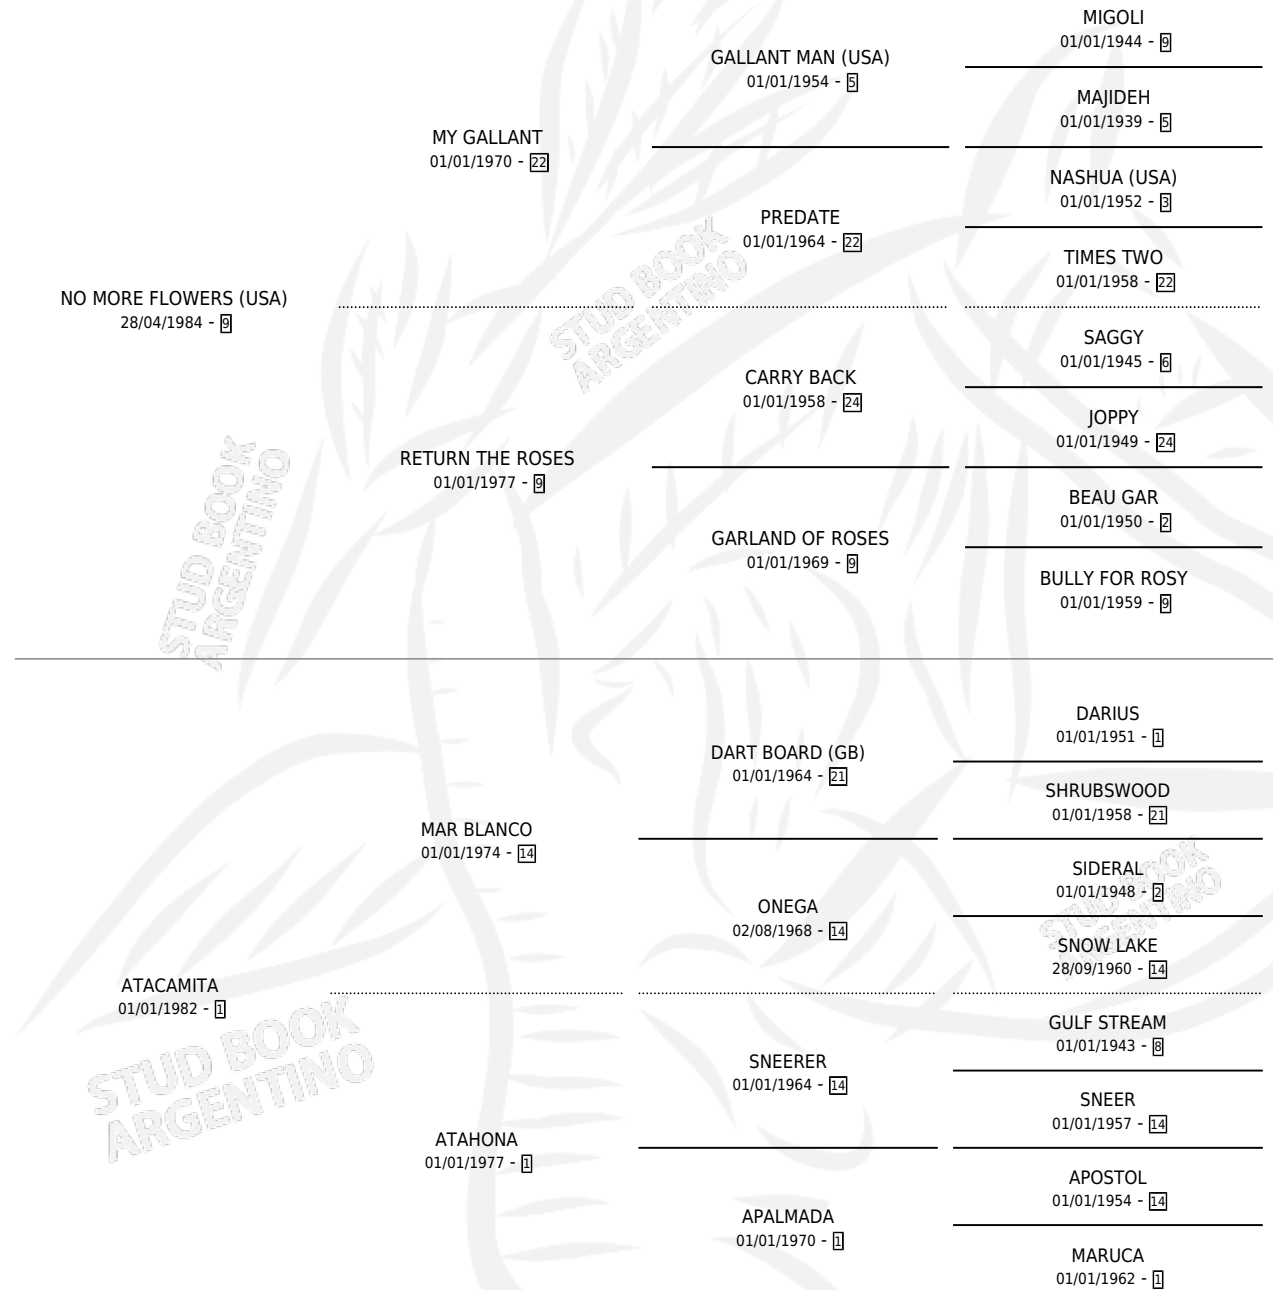 MIGOLI
01/01/1944 - 9
GALLANT MAN (USA)
01/01/1954 - 5
MAJIDEH
01/01/1939 - 5
MY GALLANT
01/01/1970 - 22
NASHUA (USA)
01/01/1952 - 3
PREDATE
01/01/1964 - 22
TIMES TWO
01/01/1958 - 22
NO MORE FLOWERS (USA)
28/04/1984 - 9
SAGGY
01/01/1945 - 6
CARRY BACK
01/01/1958 - 24
JOPPY
01/01/1949 - 24
RETURN THE ROSES
01/01/1977 - 9
BEAU GAR
01/01/1950 - 2
GARLAND OF ROSES
01/01/1969 - 9
BULLY FOR ROSY
01/01/1959 - 9
STUD BOOK
ARGENTINO
STUD BOOK
ARGENTINO
DARIUS
01/01/1951 - 1
DART BOARD (GB)
01/01/1964 - 21
SHRUBSWOOD
01/01/1958 - 21
MAR BLANCO
01/01/1974 - 14
SIDERAL
01/01/1948 - 2
ONEGA
02/08/1968 - 14
SNOW LAKE
28/09/1960 - 14
ATACAMITA
01/01/1982 - 1
GULF STREAM
01/01/1943 - 8
SNEERER
01/01/1964 - 14
SNEER
01/01/1957 - 14
ATAHONA
01/01/1977 - 1
APOSTOL
01/01/1954 - 14
APALMADA
01/01/1970 - 1
MARUCA
01/01/1962 - 1
STUD BOOK
ARGENTINO
STUD BOOK
ARGENTINO